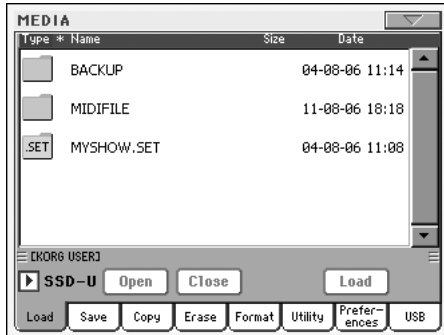 MEDIA
Type * Name Size Date
BACKUP 04-08-06 11:14
MIDIFILE 11-08-06 18:18
.SET MYSHOW.SET 04-08-06 11:08
[KORG USER]
SSD-U Open Close Load
Load Save Copy Erase Format Utility Prefer-ences USB